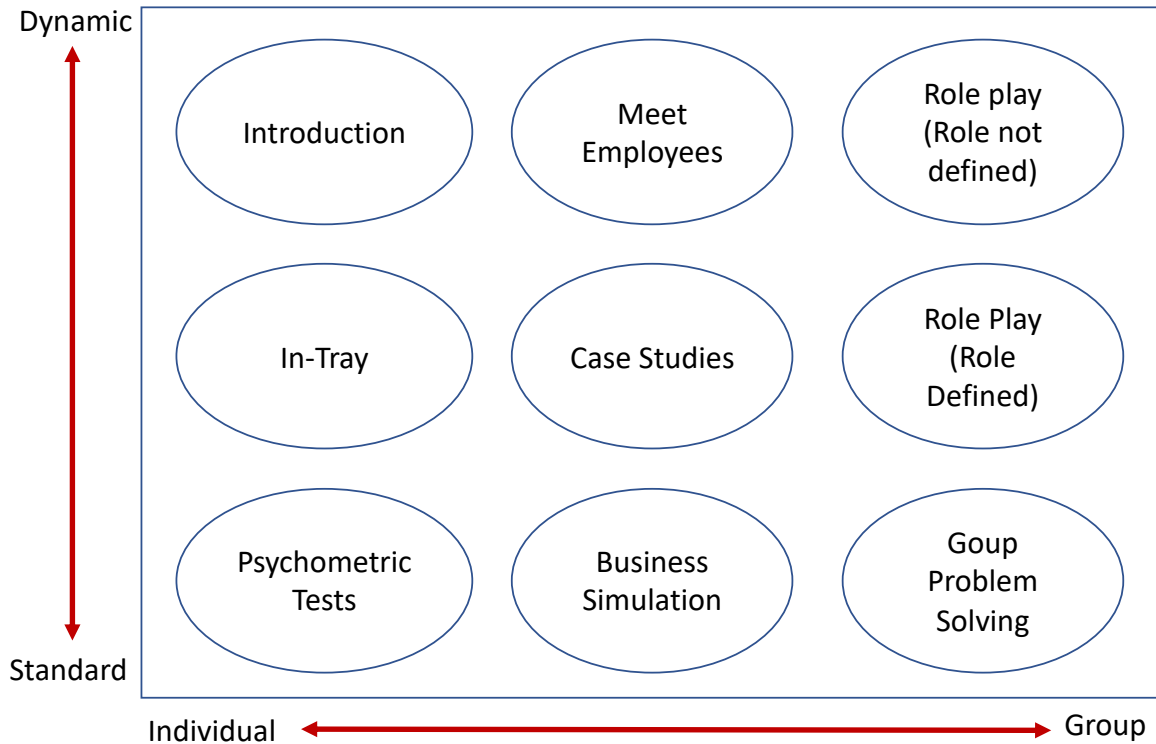 Dynamic
Introduction
Meet
Employees
Role play
(Role not
defined)
In-Tray
Case Studies
Role Play
(Role
Defined)
Psychometric
Tests
Business
Simulation
Goup
Problem
Solving
Standard
Individual
Group